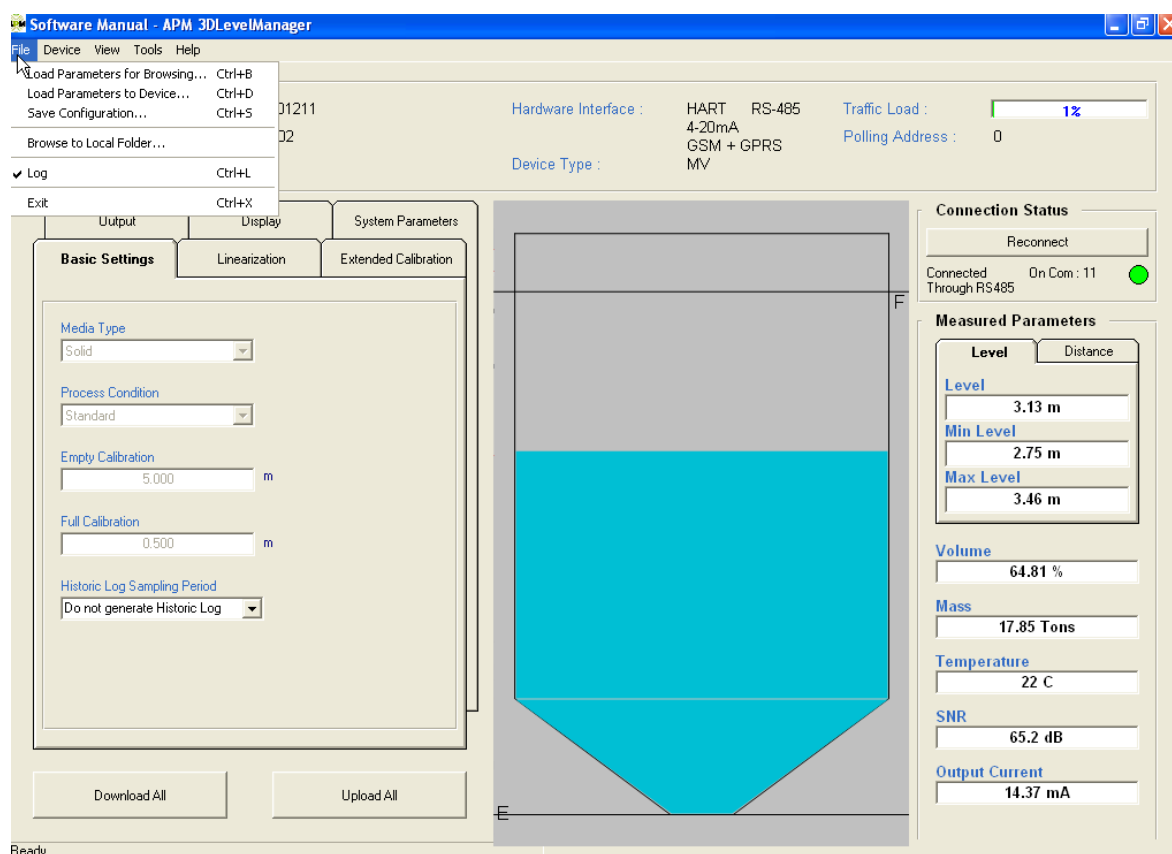 Software Manual - APM 3DLevelManager
File Device View Tools Help
Load Parameters for Browsing... Ctrl+B
Load Parameters to Device... Ctrl+D
Save Configuration... Ctrl+S
Browse to Local Folder...
Log Ctrl+L
Exit Ctrl+X
01211
02
Hardware Interface :
HART RS-485
4-20mA
GSM + GPRS
Device Type :
MV
Traffic Load :
1%
Polling Address :
0
Output
Display
System Parameters
Basic Settings
Linearization
Extended Calibration
Media Type
Solid
Process Condition
Standard
Empty Calibration
5.000 m
Full Calibration
0.500 m
Historic Log Sampling Period
Do not generate Historic Log
Download All
Upload All
Ready
F
E
Connection Status
Reconnect
Connected On Com : 11
Through RS485
Measured Parameters
Level
Distance
Level
3.13 m
Min Level
2.75 m
Max Level
3.46 m
Volume
64.81 %
Mass
17.85 Tons
Temperature
22 C
SNR
65.2 dB
Output Current
14.37 mA